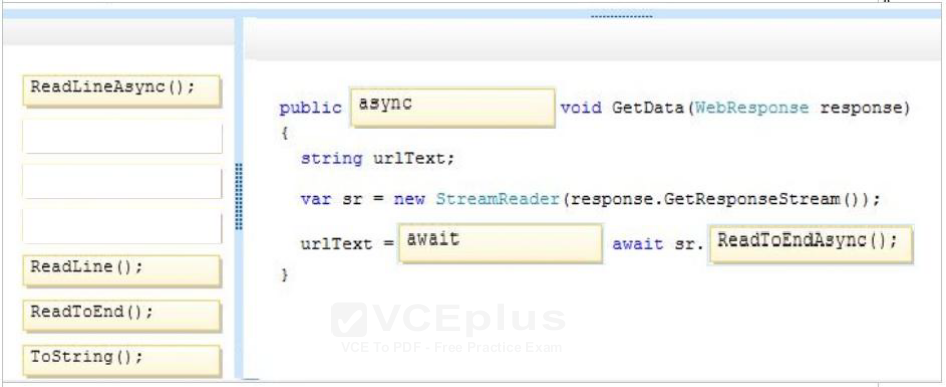 ReadLineAsync();
ReadLine();
ReadToEnd();
ToString();
public async void GetData(WebResponse response)
{
string urlText;
var sr = new StreamReader(response.GetResponseStream());
urlText = await await sr. ReadToEndAsync();
}
VCEplus
VCE To PDF - Free Practice Exam